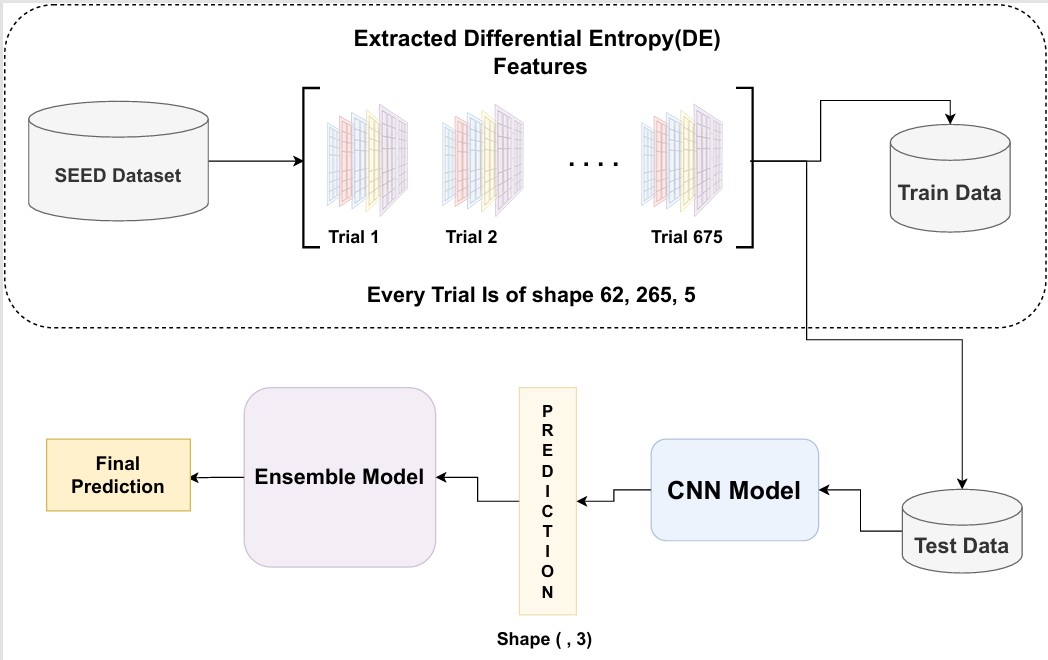 Extracted Differential Entropy(DE)
Features
SEED Dataset
. . . .
Train Data
Trial 1
Trial 2
Trial 675
Every Trial Is of shape 62, 265, 5
Final
Prediction
Ensemble Model
PREDICTION
CNN Model
Test Data
Shape ( , 3)